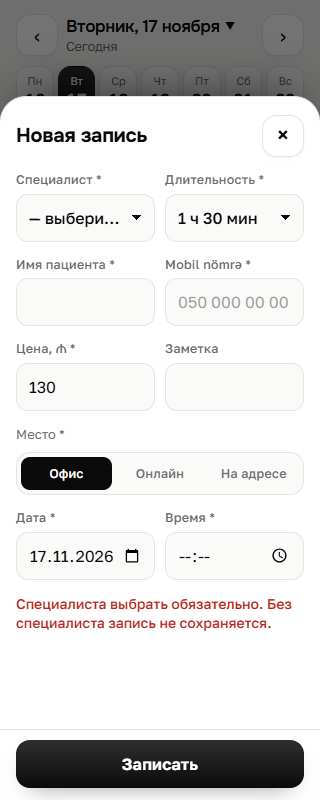 ‹
Вторник, 17 ноября ▼
Сегодня
›
Пн Вт Ср Чт Пт Сб Вс
Новая запись
×
Специалист * Длительность *
— выбери... 1 ч 30 мин
Имя пациента * Mobil nömrə *
050 000 00 00
Цена, ₼ * Заметка
130
Место *
Офис Онлайн На адресе
Дата * Время *
17.11.2026 --:--
Специалиста выбрать обязательно. Без
специалиста запись не сохраняется.
Записать